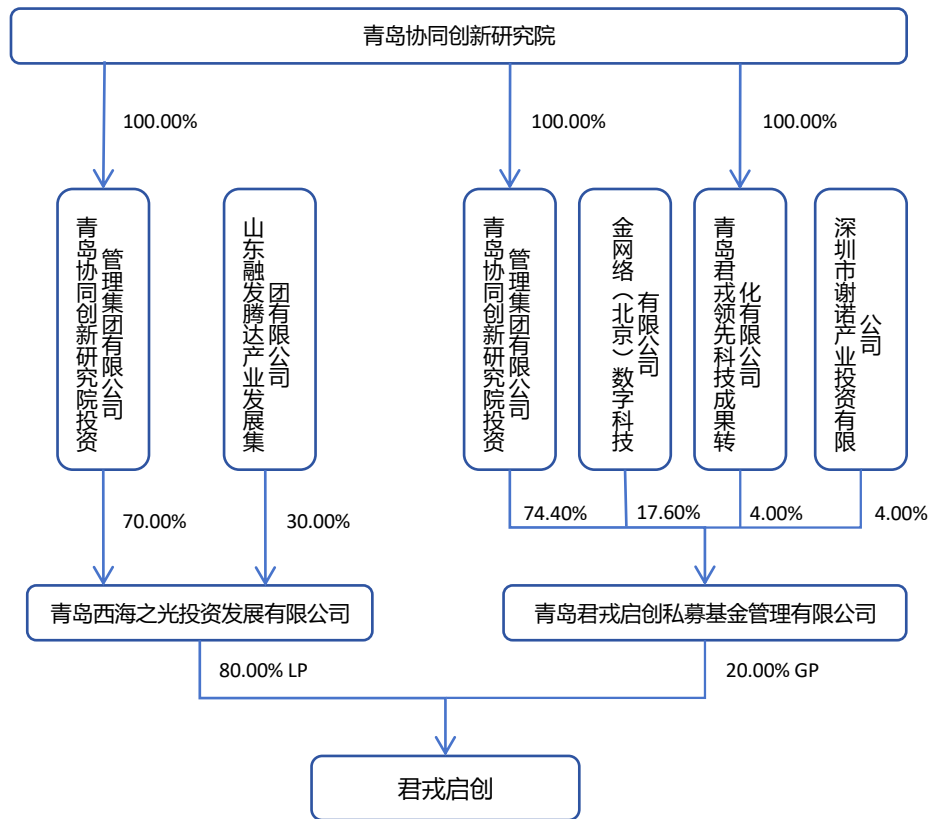 青岛协同创新研究院
100.00%
100.00%
100.00%
青岛协同创新研究院投资
管理集团有限公司
山东融发腾达产业发展集
团有限公司
青岛协同创新研究院投资
管理集团有限公司
金网络（北京）数字科技
有限公司
青岛君戎领先科技成果转
化有限公司
深圳市谢诺产业投资有限
公司
70.00%
30.00%
74.40%
17.60%
4.00%
4.00%
青岛西海之光投资发展有限公司
青岛君戎启创私募基金管理有限公司
80.00% LP
20.00% GP
君戎启创